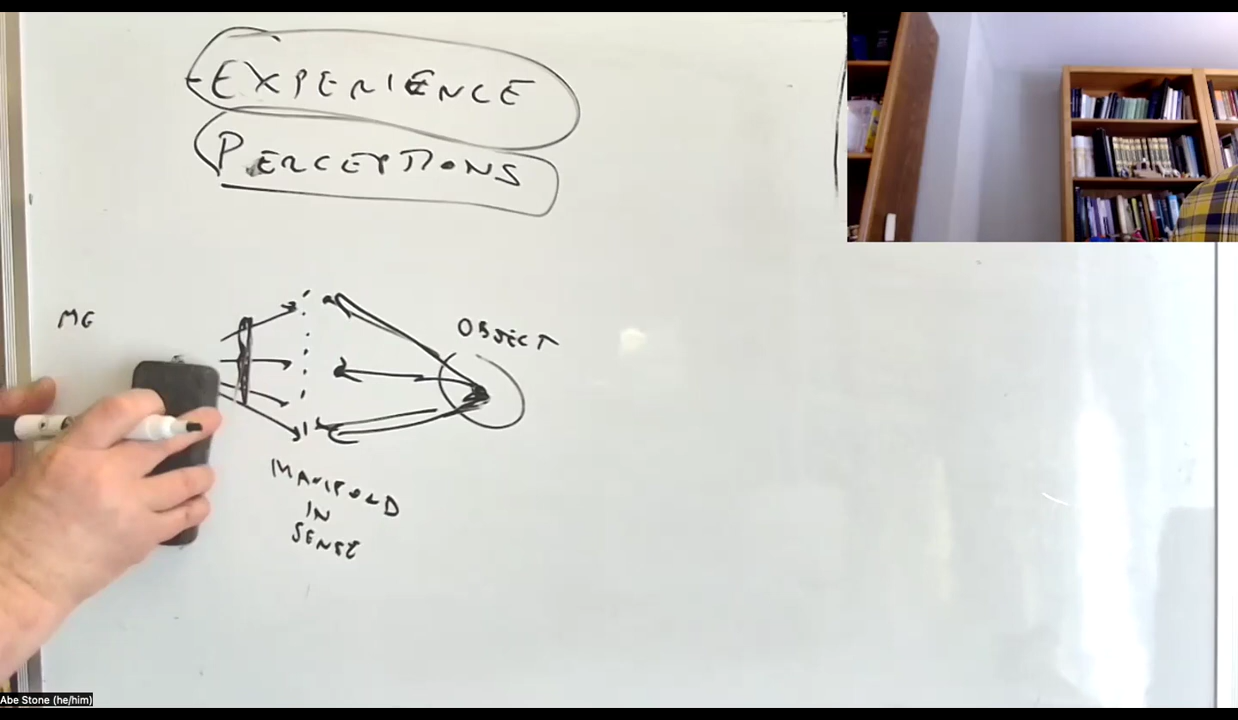 EXPERIENCE
PERCEPTIONS
ME
OBJECT
MANIFOLD
IN
SENSE
Abe Stone (he/him)